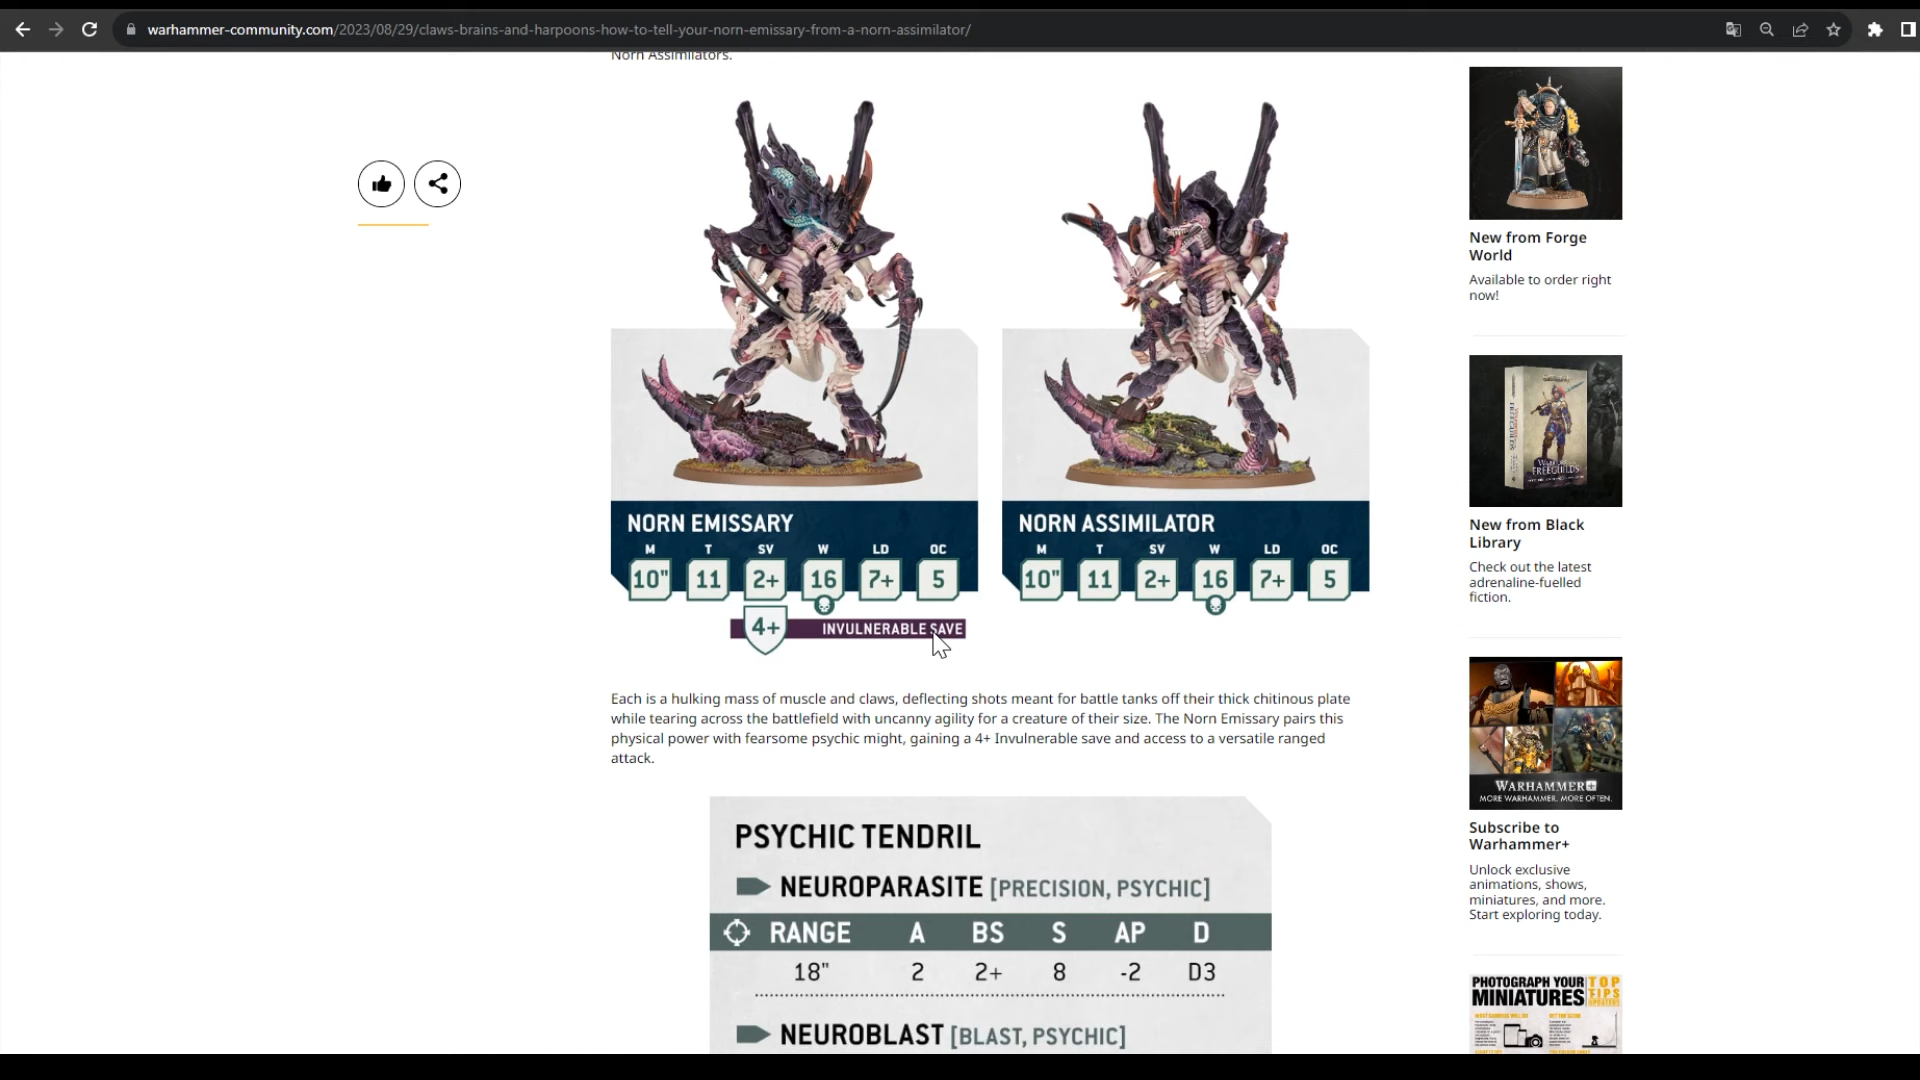 warhammer-community.com/2023/08/29/claws-brains-and-harpoons-how-to-tell-your-norn-emissary-from-a-norn-assimilator/
Norn Assimilators.
NORN EMISSARY
M T SV W LD OC
10" 11 2+ 16 7+ 5
4+ INVULNERABLE SAVE
NORN ASSIMILATOR
M T SV W LD OC
10" 11 2+ 16 7+ 5
Each is a hulking mass of muscle and claws, deflecting shots meant for battle tanks off their thick chitinous plate
while tearing across the battlefield with uncanny agility for a creature of their size. The Norn Emissary pairs this
physical power with fearsome psychic might, gaining a 4+ Invulnerable save and access to a versatile ranged
attack.
PSYCHIC TENDRIL
NEUROPARASITE [PRECISION, PSYCHIC]
RANGE A BS S AP D
18" 2 2+ 8 -2 D3
NEUROBLAST [BLAST, PSYCHIC]
New from Forge
World
Available to order right
now!
FREEGUILDS
New from Black
Library
Check out the latest
adrenaline-fuelled
fiction.
WARHAMMER+
MORE WARHAMMER. MORE OFTEN.
Subscribe to
Warhammer+
Unlock exclusive
animations, shows,
miniatures, and more.
Start exploring today.
PHOTOGRAPH YOUR
MINIATURES
TOP
TIPS